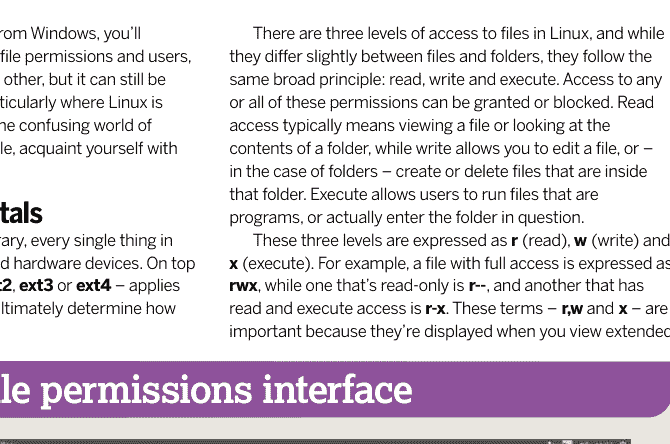 rom Windows, you'll
file permissions and users,
other, but it can still be
ticularly where Linux is
ne confusing world of
le, acquaint yourself with
tals
rary, every single thing in
d hardware devices. On top
t2, ext3 or ext4 – applies
ltimately determine how
There are three levels of access to files in Linux, and while
they differ slightly between files and folders, they follow the
same broad principle: read, write and execute. Access to any
or all of these permissions can be granted or blocked. Read
access typically means viewing a file or looking at the
contents of a folder, while write allows you to edit a file, or –
in the case of folders – create or delete files that are inside
that folder. Execute allows users to run files that are
programs, or actually enter the folder in question.
These three levels are expressed as r (read), w (write) and
x (execute). For example, a file with full access is expressed as
rwx, while one that's read-only is r--, and another that has
read and execute access is r-x. These terms – r,w and x – are
important because they're displayed when you view extended
le permissions interface